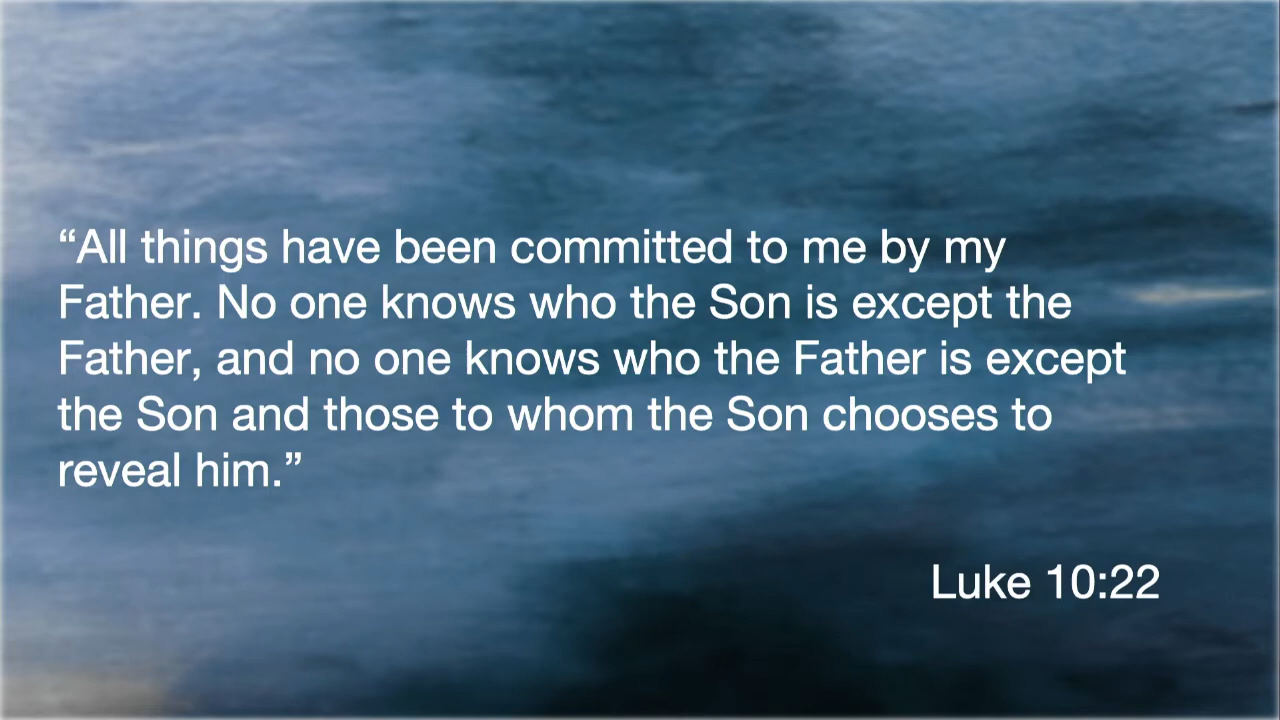 “All things have been committed to me by my
Father. No one knows who the Son is except the
Father, and no one knows who the Father is except
the Son and those to whom the Son chooses to
reveal him.”
Luke 10:22